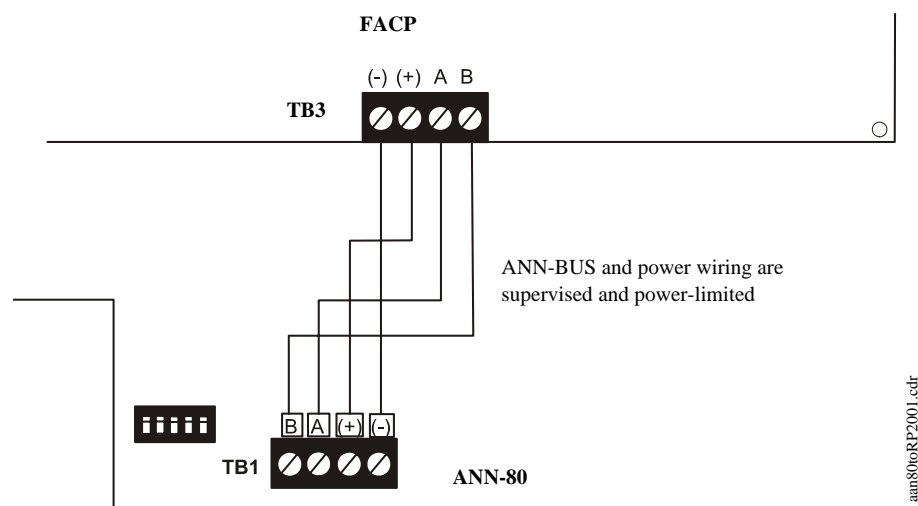 FACP
(-) (+) A B
TB3
ANN-BUS and power wiring are
supervised and power-limited
B A (+) (-)
TB1
ANN-80
aan80toRP2001.cdr